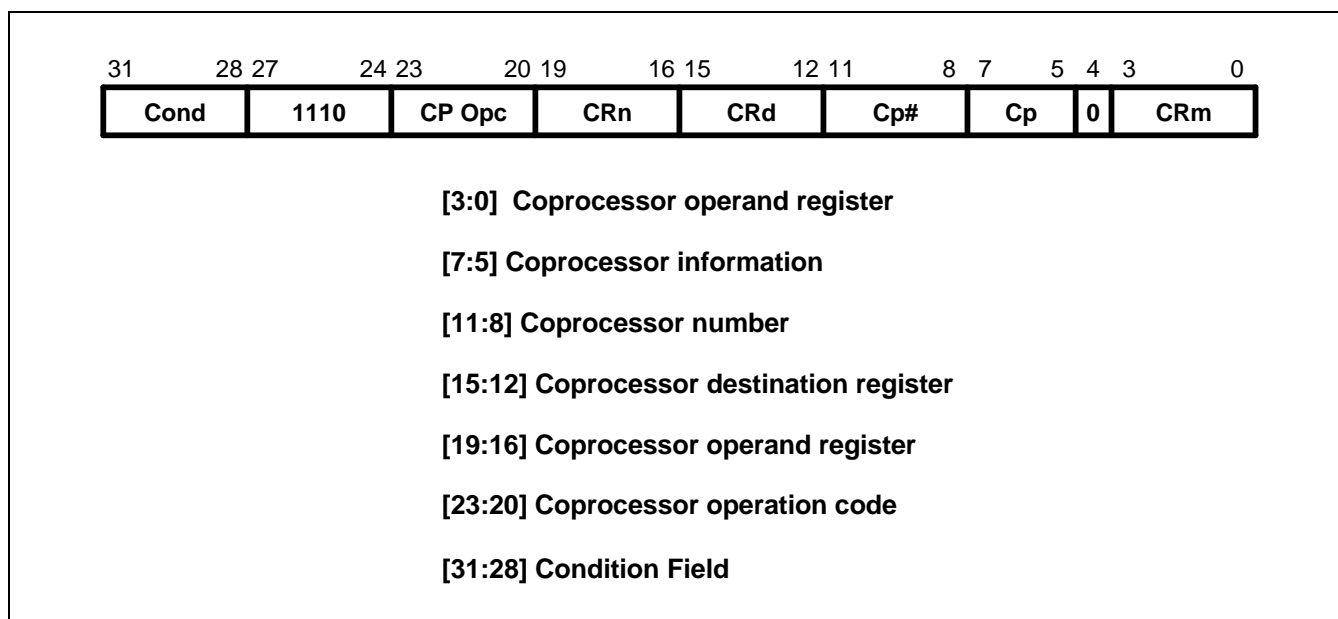 31 28 27 24 23 20 19 16 15 12 11 8 7 5 4 3 0
Cond 1110 CP Opc CRn CRd Cp# Cp 0 CRm
[3:0] Coprocessor operand register
[7:5] Coprocessor information
[11:8] Coprocessor number
[15:12] Coprocessor destination register
[19:16] Coprocessor operand register
[23:20] Coprocessor operation code
[31:28] Condition Field